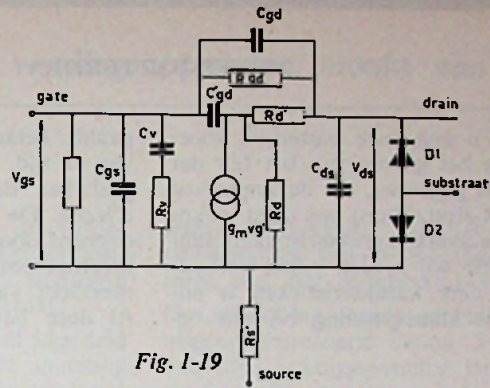 Cgd
Rgd
gate
C'gd
Rd'
drain
Vgs
Cgs
Cv
Rv
gmvg'
Rd
Cds
Vds
D1
substraat
D2
Rs'
Fig. 1-19
source